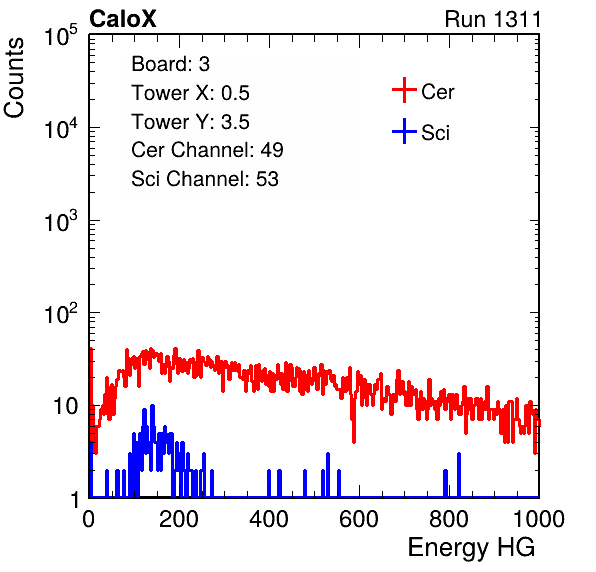 CaloX Run 1311
Counts
10^5
10^4
10^3
10^2
10
1
Board: 3
Tower X: 0.5
Tower Y: 3.5
Cer Channel: 49
Sci Channel: 53
Cer
Sci
0 200 400 600 800 1000
Energy HG